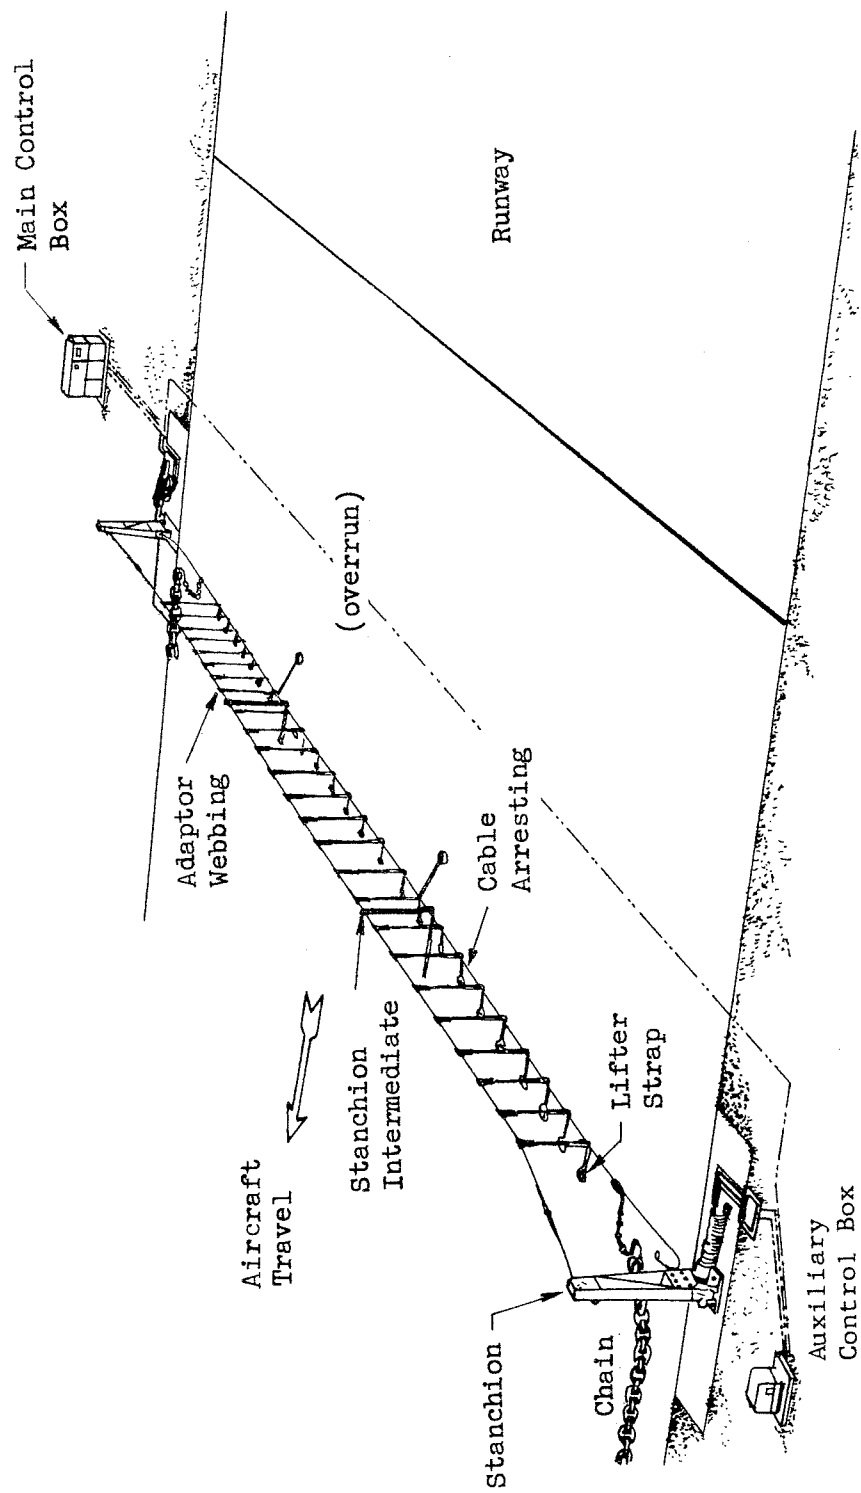 Main Control
Box
Runway
(overrun)
Adaptor
Webbing
Cable
Arresting
Stanchion
Intermediate
Lifter
Strap
Aircraft
Travel
Stanchion
Chain
Auxiliary
Control Box